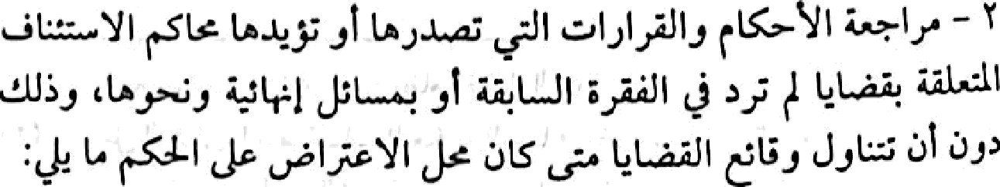 ٢ - مراجعة الأحكام والقرارات التي تصدرها أو تؤيدها محاكم الاستئناف
المتعلقة بقضايا لم ترد في الفقرة السابقة أو بمسائل إنهائية ونحوها، وذلك
دون أن تتناول وقائع القضايا متى كان محل الاعتراض على الحكم ما يلي: